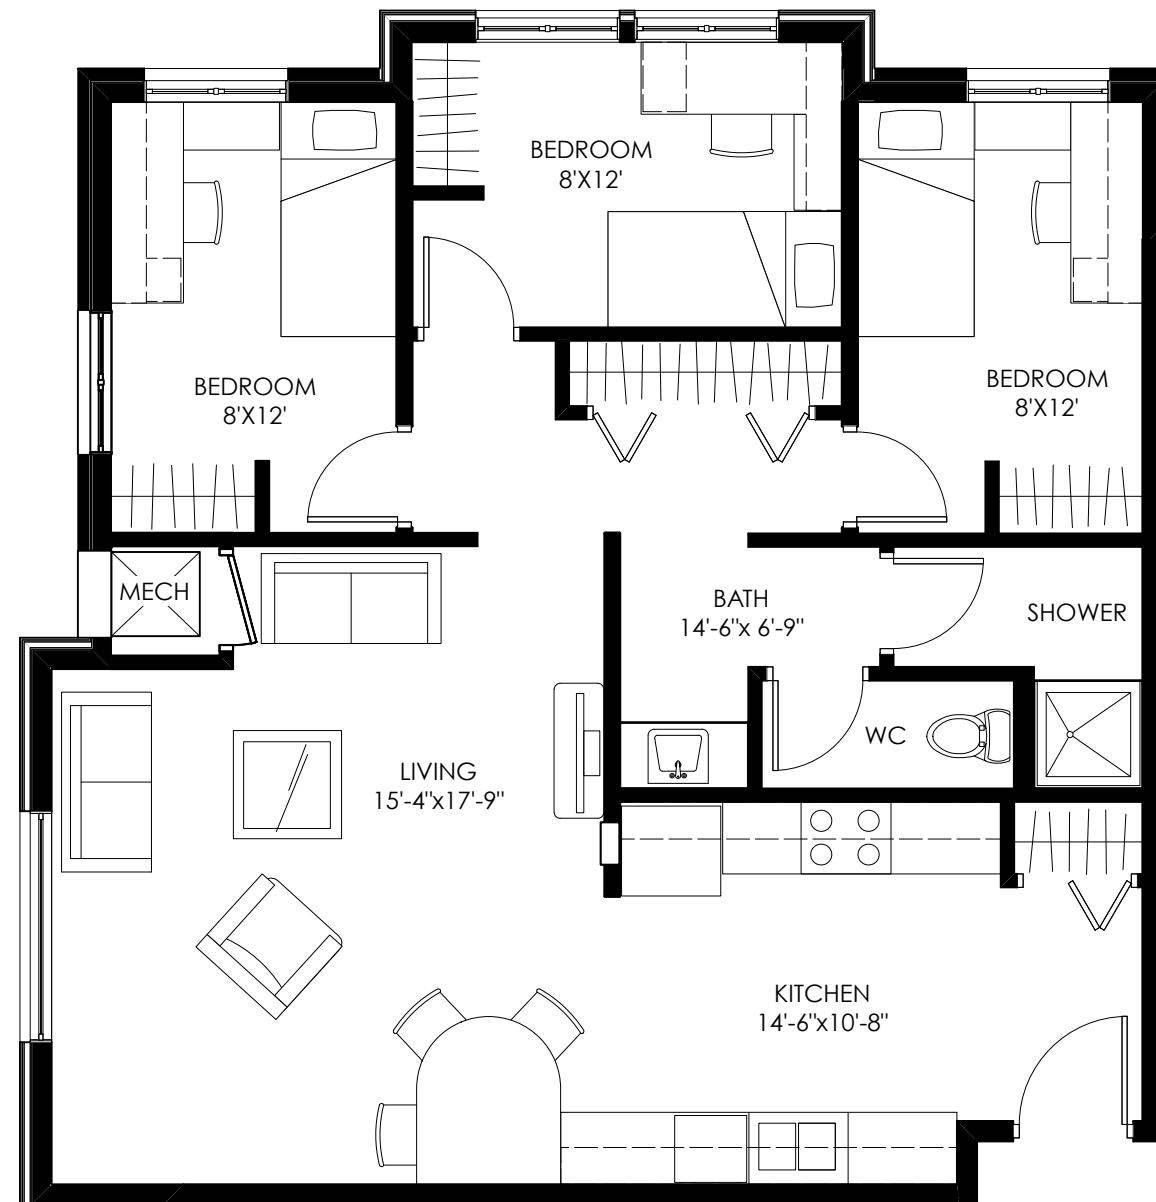 BEDROOM
8'X12'
BEDROOM
8'X12'
BEDROOM
8'X12'
MECH
BATH
14'-6"x 6'-9"
SHOWER
WC
LIVING
15'-4"x17'-9"
KITCHEN
14'-6"x10'-8"